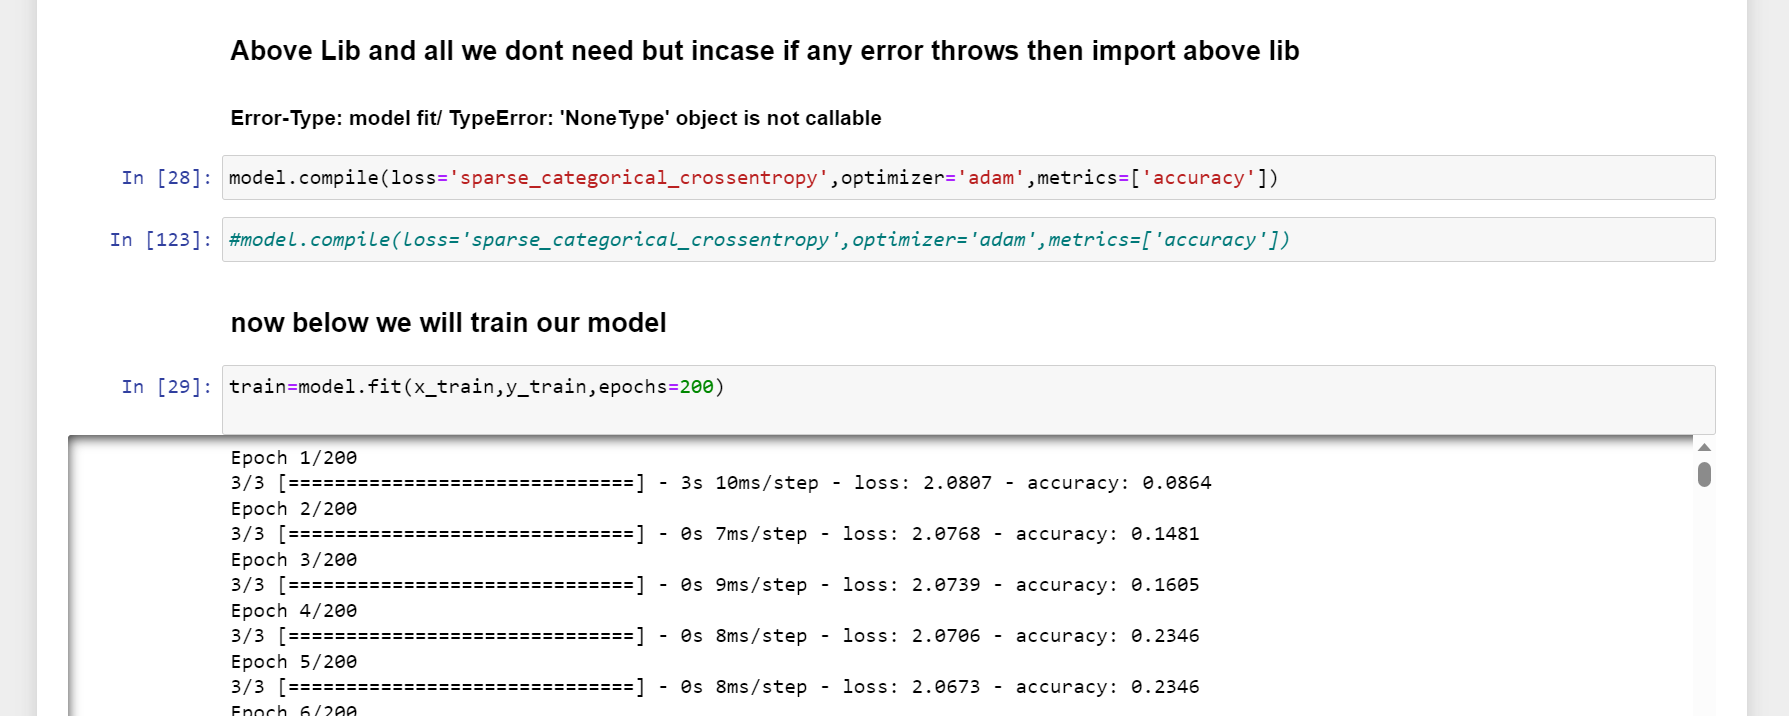 Above Lib and all we dont need but incase if any error throws then import above lib
Error-Type: model fit/ TypeError: 'NoneType' object is not callable
In [28]: model.compile(loss='sparse_categorical_crossentropy',optimizer='adam',metrics=['accuracy'])
In [123]: #model.compile(loss='sparse_categorical_crossentropy',optimizer='adam',metrics=['accuracy'])
now below we will train our model
In [29]: train=model.fit(x_train,y_train,epochs=200)
Epoch 1/200
3/3 [==============================] - 3s 10ms/step - loss: 2.0807 - accuracy: 0.0864
Epoch 2/200
3/3 [==============================] - 0s 7ms/step - loss: 2.0768 - accuracy: 0.1481
Epoch 3/200
3/3 [==============================] - 0s 9ms/step - loss: 2.0739 - accuracy: 0.1605
Epoch 4/200
3/3 [==============================] - 0s 8ms/step - loss: 2.0706 - accuracy: 0.2346
Epoch 5/200
3/3 [==============================] - 0s 8ms/step - loss: 2.0673 - accuracy: 0.2346
Epoch 6/200